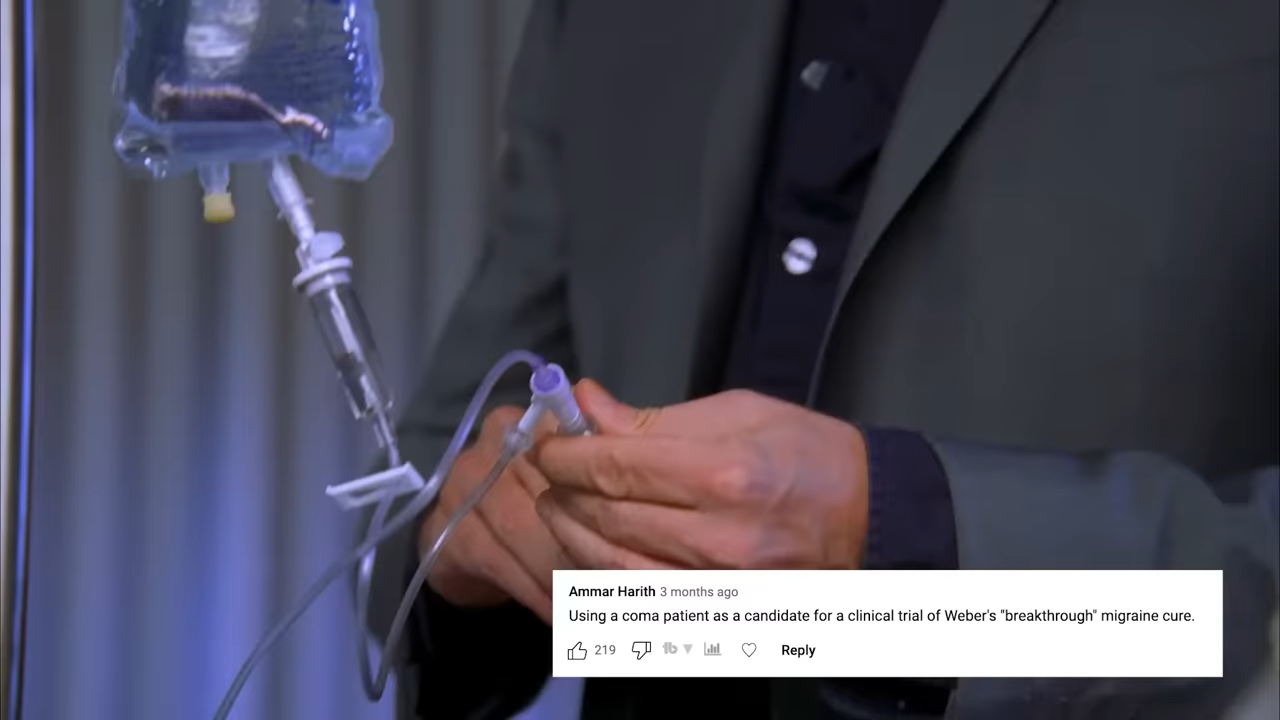 Ammar Harith 3 months ago
Using a coma patient as a candidate for a clinical trial of Weber's "breakthrough" migraine cure.
219 Reply